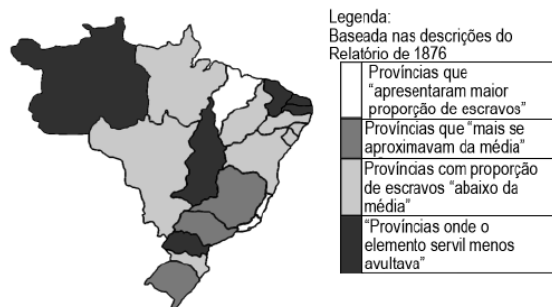 Legenda:
Baseada nas descrições do
Relatório de 1876
Províncias que
“apresentaram maior
proporção de escravos”
Províncias que “mais se
aproximavam da média”
Províncias com proporção
de escravos “abaixo da
média”
“Províncias onde o
elemento servil menos
avultava”